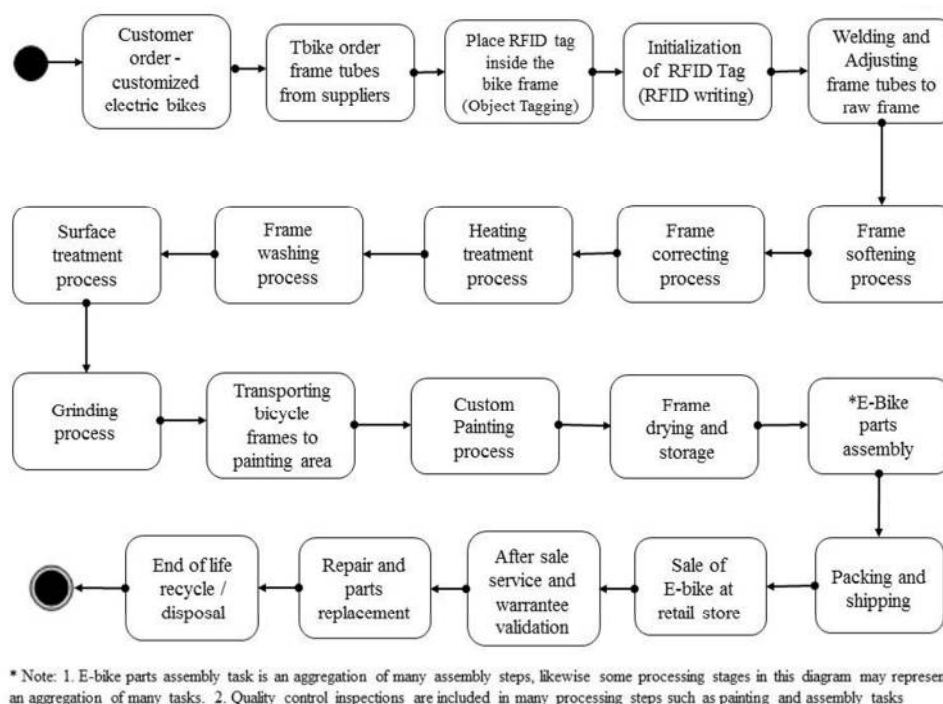 Customer
order -
customized
electric bikes
Tbike order
frame tubes
from suppliers
Place RFID tag
inside the
bike frame
(Object Tagging)
Initialization
of RFID Tag
(RFID writing)
Welding and
Adjusting
frame tubes to
raw frame
Surface
treatment
process
Frame
washing
process
Heating
treatment
process
Frame
correcting
process
Frame
softening
process
Grinding
process
Transporting
bicycle
frames to
painting area
Custom
Painting
process
Frame
drying and
storage
*E-Bike
parts
assembly
End of life
recycle /
disposal
Repair and
parts
replacement
After sale
service and
warrantee
validation
Sale of
E-bike at
retail store
Packing and
shipping
* Note: 1. E-bike parts assembly task is an aggregation of many assembly steps, likewise some processing stages in this diagram may represen
an aggregation of many tasks. 2. Quality control inspections are included in many processing steps such as painting and assembly tasks